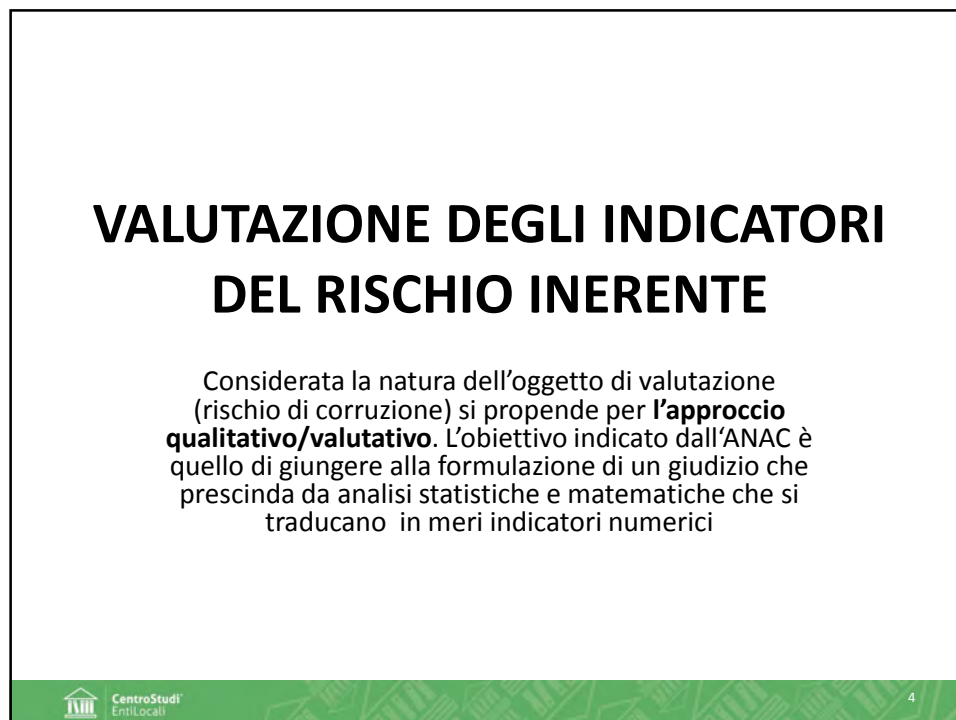 VALUTAZIONE DEGLI INDICATORI
DEL RISCHIO INERENTE
Considerata la natura dell’oggetto di valutazione
(rischio di corruzione) si propende per l’approccio
qualitativo/valutativo. L’obiettivo indicato dall‘ANAC è
quello di giungere alla formulazione di un giudizio che
prescinda da analisi statistiche e matematiche che si
traducano  in meri indicatori numerici
CentroStudi
EntiLocali
4